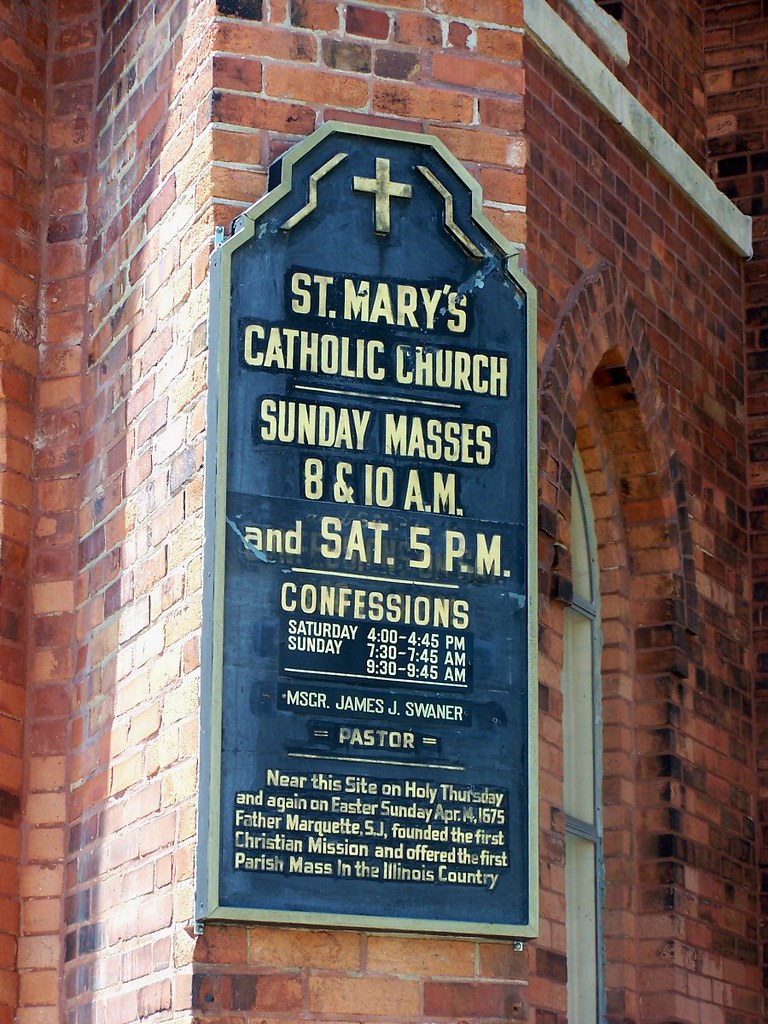 ST. MARY'S
CATHOLIC CHURCH
SUNDAY MASSES
8 & 10 A.M.
and SAT. 5 P.M.
CONFESSIONS
SATURDAY 4:00-4:45 PM
SUNDAY 7:30-7:45 AM
9:30-9:45 AM
MSGR. JAMES J. SWANER
= PASTOR =
Near this Site on Holy Thursday
and again on Easter Sunday Apr. 14, 1675
Father Marquette, S.J., founded the first
Christian Mission and offered the first
Parish Mass In the Illinois Country